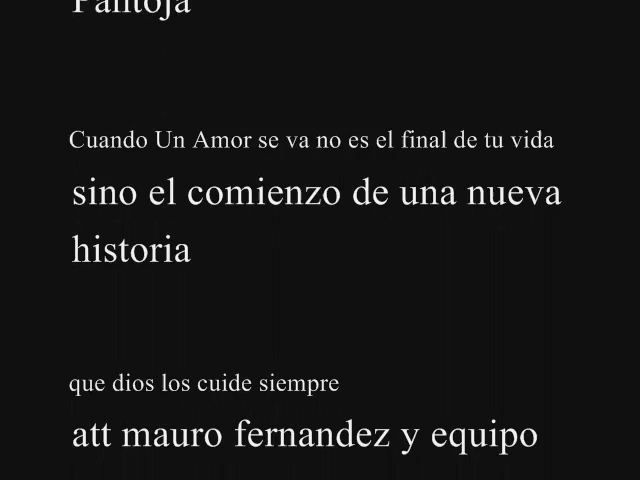 Pantoja
Cuando Un Amor se va no es el final de tu vida
sino el comienzo de una nueva
historia
que dios los cuide siempre
att mauro fernandez y equipo